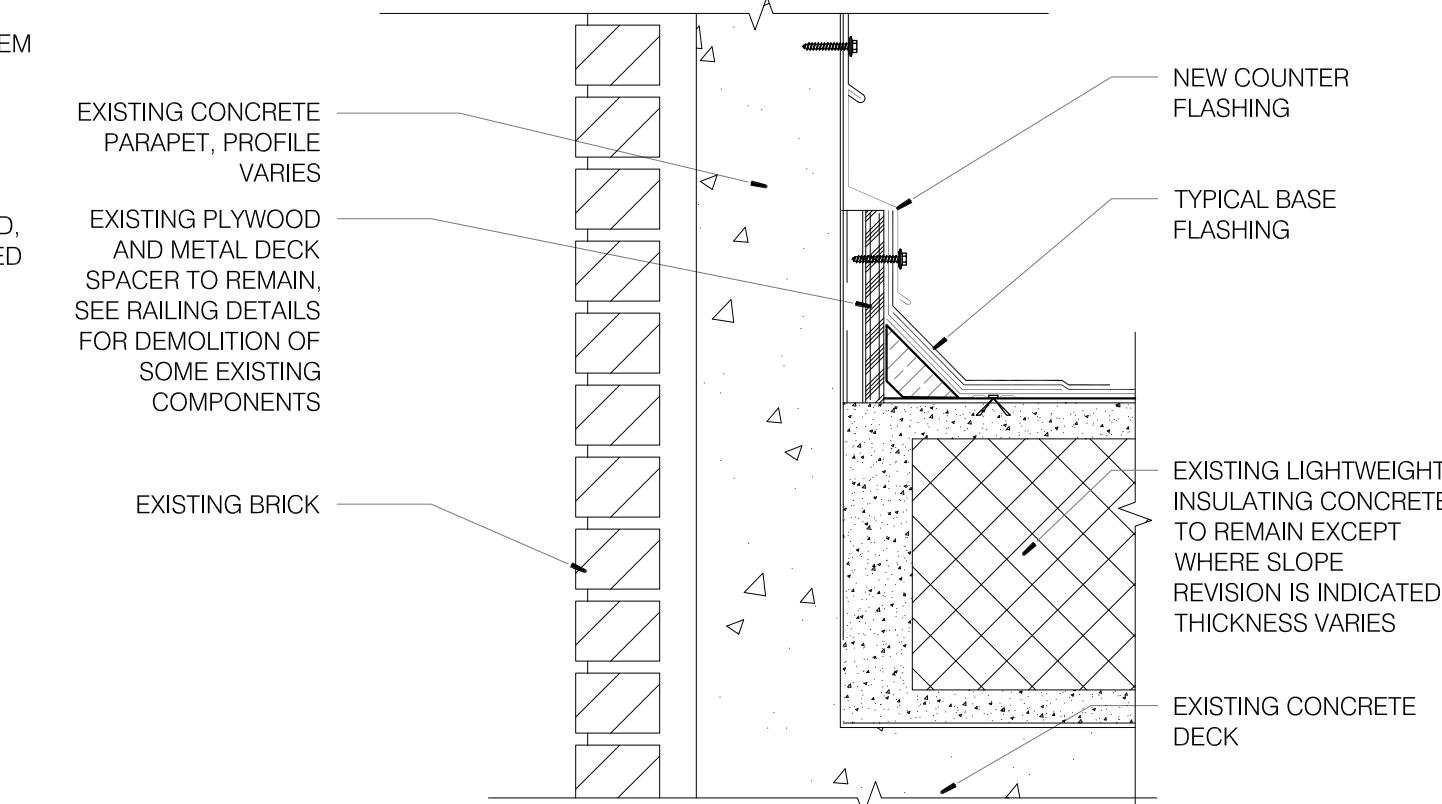 EM
EXISTING CONCRETE
PARAPET, PROFILE
VARIES
D,
ED
EXISTING PLYWOOD
AND METAL DECK
SPACER TO REMAIN,
SEE RAILING DETAILS
FOR DEMOLITION OF
SOME EXISTING
COMPONENTS
EXISTING BRICK
NEW COUNTER
FLASHING
TYPICAL BASE
FLASHING
EXISTING LIGHTWEIGHT
INSULATING CONCRETE
TO REMAIN EXCEPT
WHERE SLOPE
REVISION IS INDICATED
THICKNESS VARIES
EXISTING CONCRETE
DECK